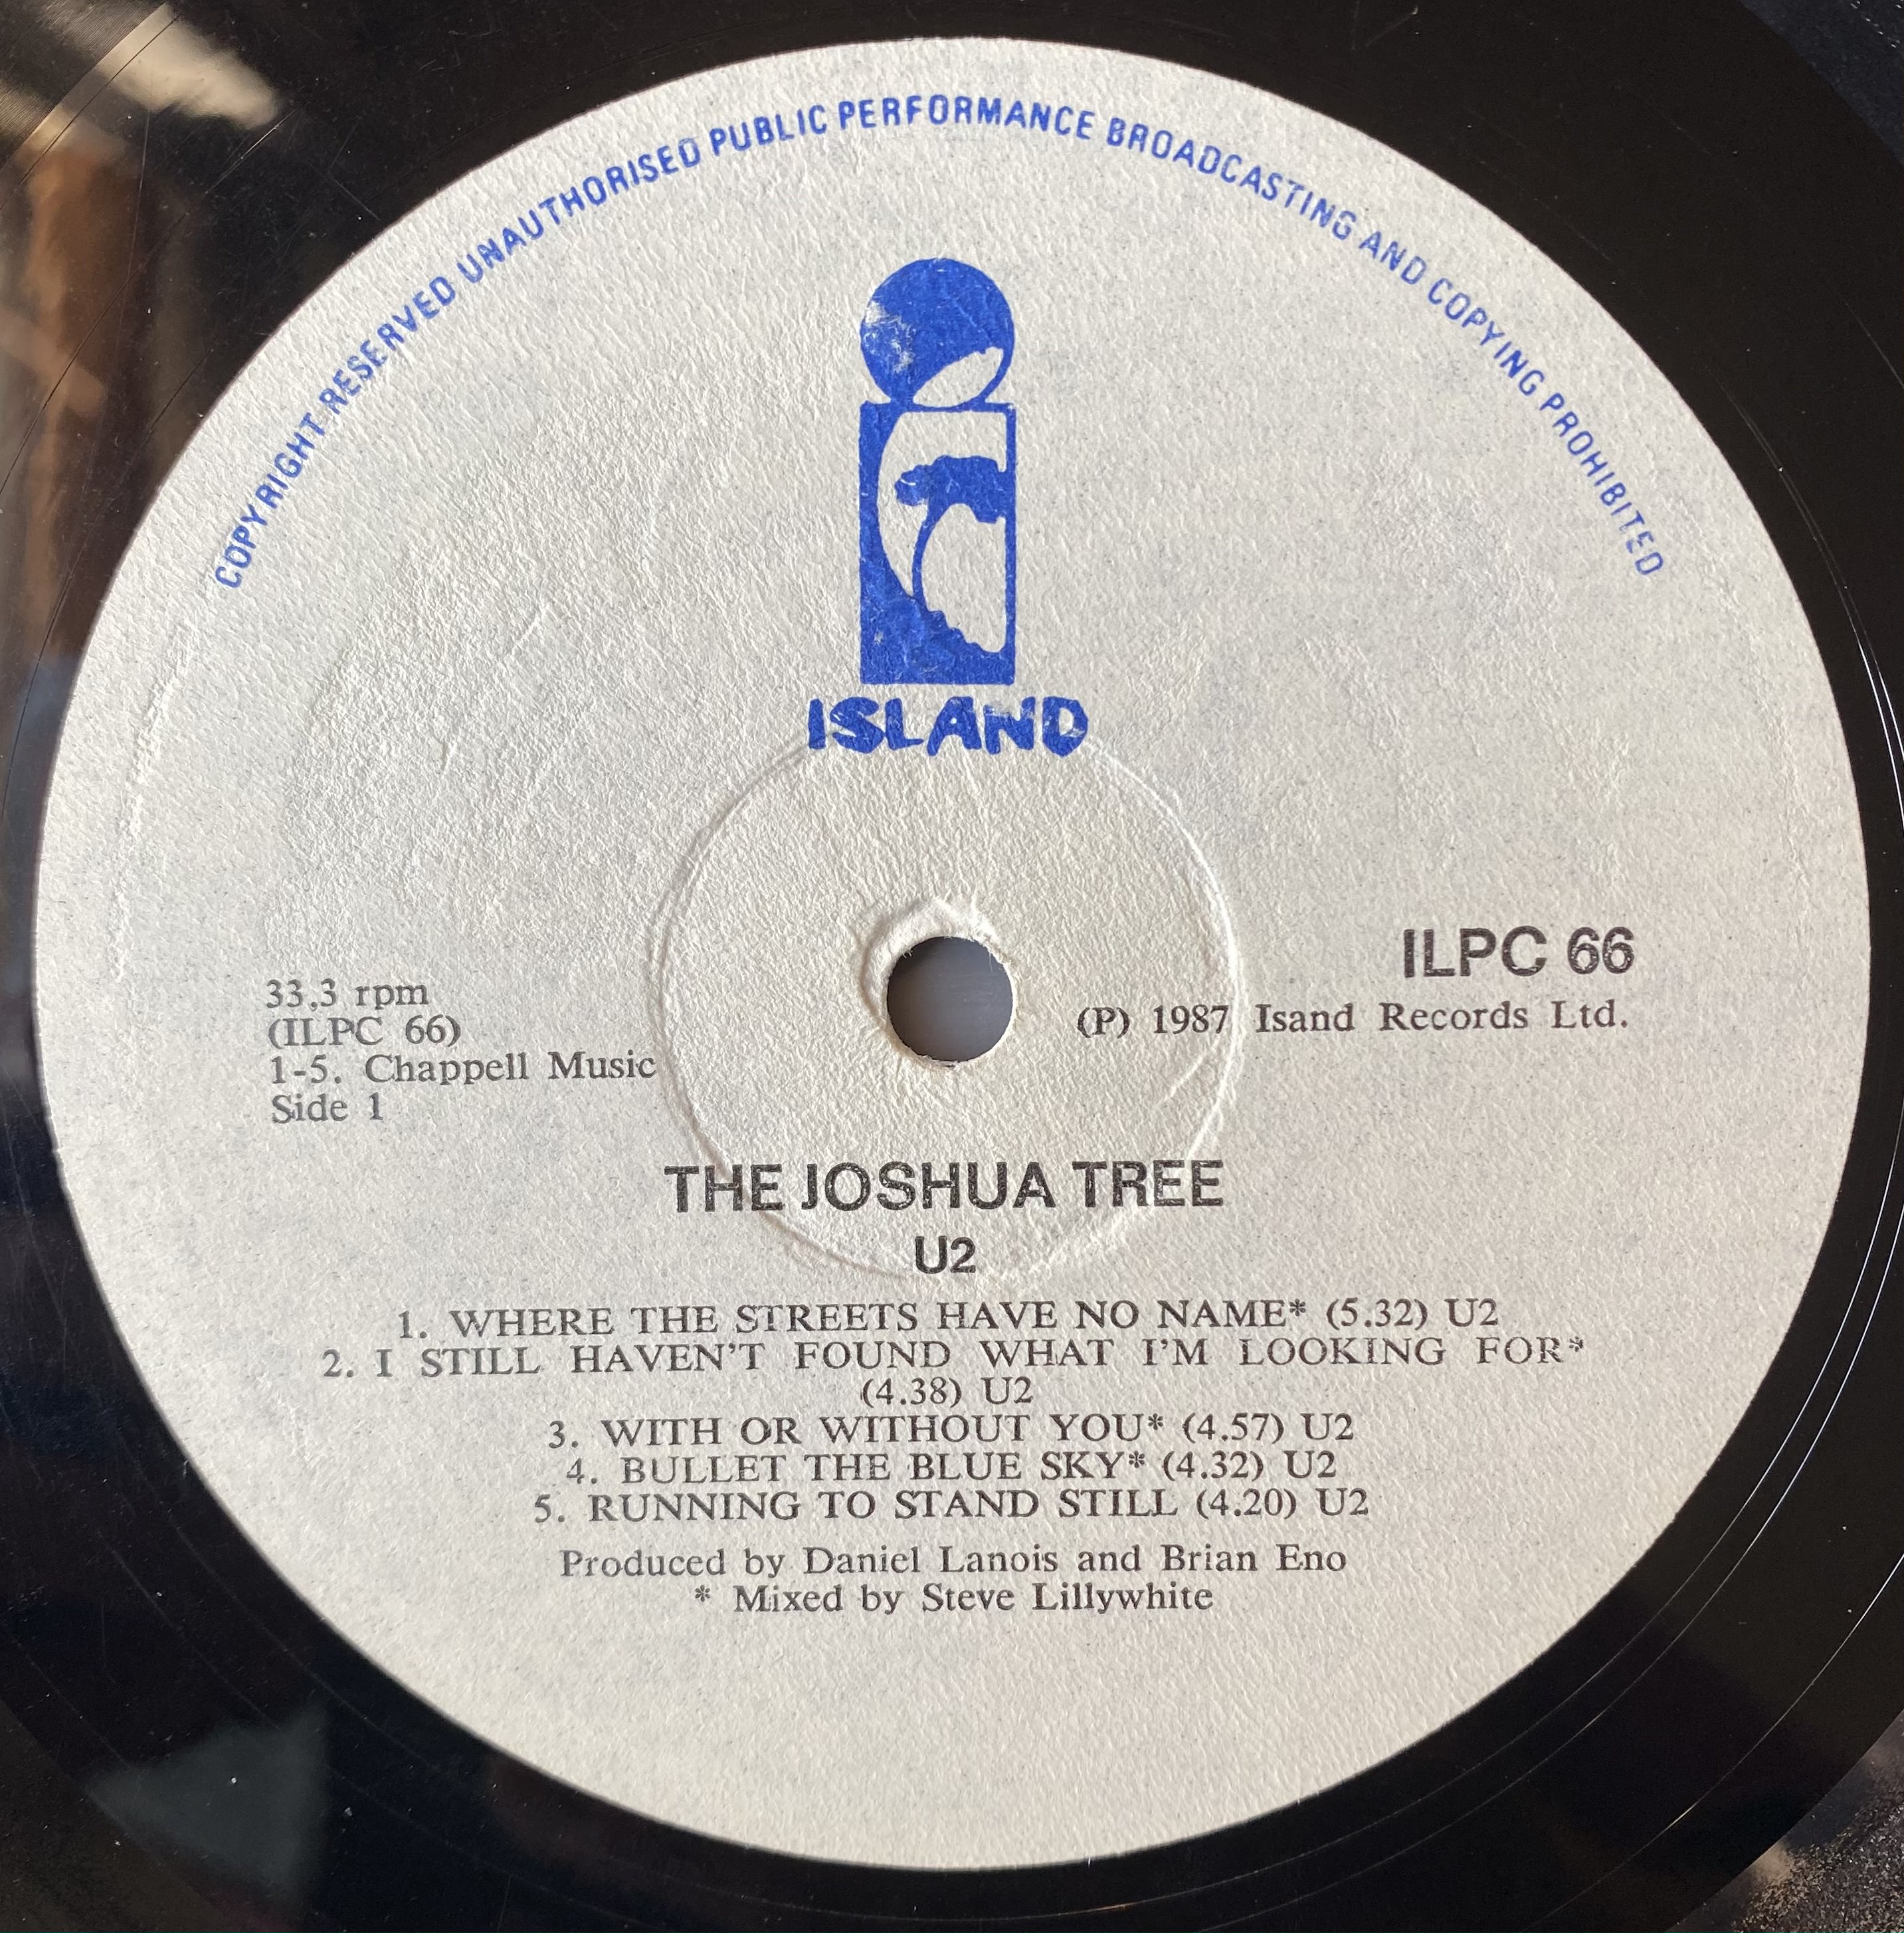 COPYRIGHT RESERVED UNAUTHORISED PUBLIC PERFORMANCE BROADCASTING AND COPYING PROHIBITED
ISLAND
ILPC 66
(P) 1987 Isand Records Ltd.
33,3 rpm
(ILPC 66)
1-5. Chappell Music
Side 1
THE JOSHUA TREE
U2
1. WHERE THE STREETS HAVE NO NAME* (5.32) U2
2. I STILL HAVEN'T FOUND WHAT I'M LOOKING FOR*
(4.38) U2
3. WITH OR WITHOUT YOU* (4.57) U2
4. BULLET THE BLUE SKY* (4.32) U2
5. RUNNING TO STAND STILL (4.20) U2
Produced by Daniel Lanois and Brian Eno
* Mixed by Steve Lillywhite